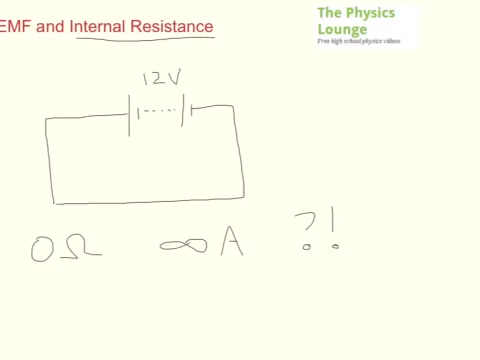 EMF and Internal Resistance
The Physics
Lounge
Free high school physics videos
12V
0Ω ∞A ?!